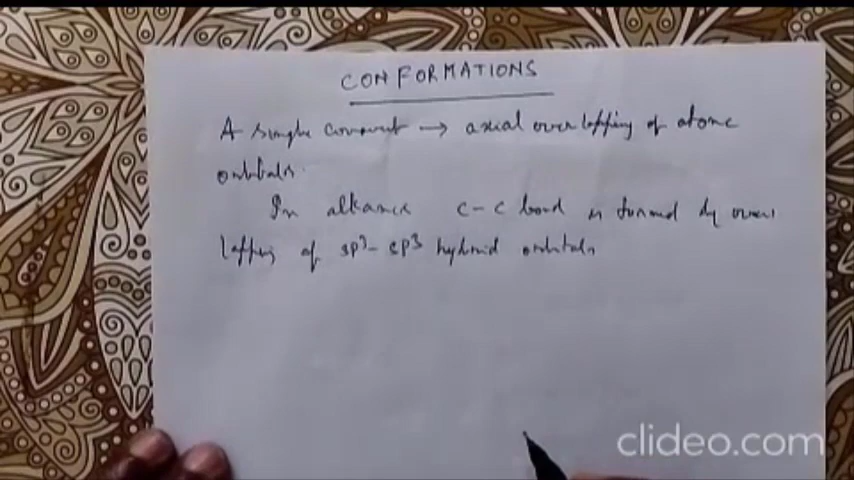 CONFORMATIONS
A single covalent → axial overlapping of atomic
orbitals.
In alkanes C-C bond is formed by over
lapping of sp3- sp3 hybrid orbitals
clideo.com